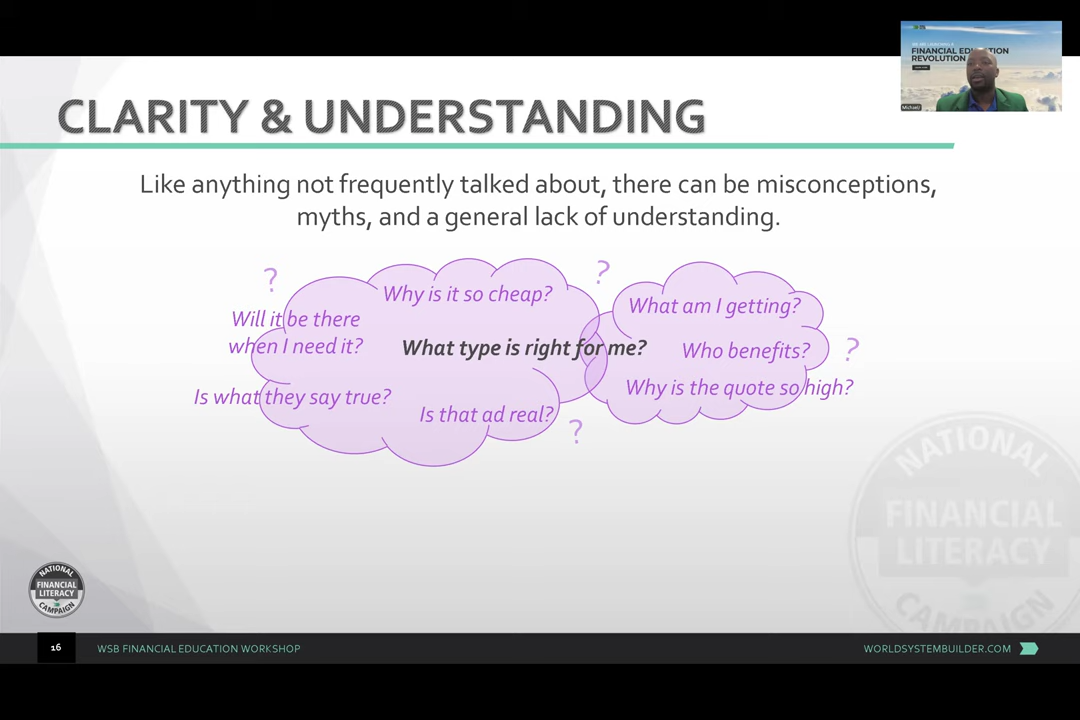 FINANCIAL EDUCATION
REVOLUTION
Michael
CLARITY & UNDERSTANDING
Like anything not frequently talked about, there can be misconceptions,
myths, and a general lack of understanding.
? ?
Why is it so cheap?
What am I getting?
Will it be there
when I need it?
What type is right for me?
Who benefits?
?
Is what they say true?
Why is the quote so high?
Is that ad real?
?
NATIONAL
FINANCIAL
LITERACY
CAMPAIGN
NATIONAL
FINANCIAL
LITERACY
CAMPAIGN
16
WSB FINANCIAL EDUCATION WORKSHOP
WORLDSYSTEMBUILDER.COM